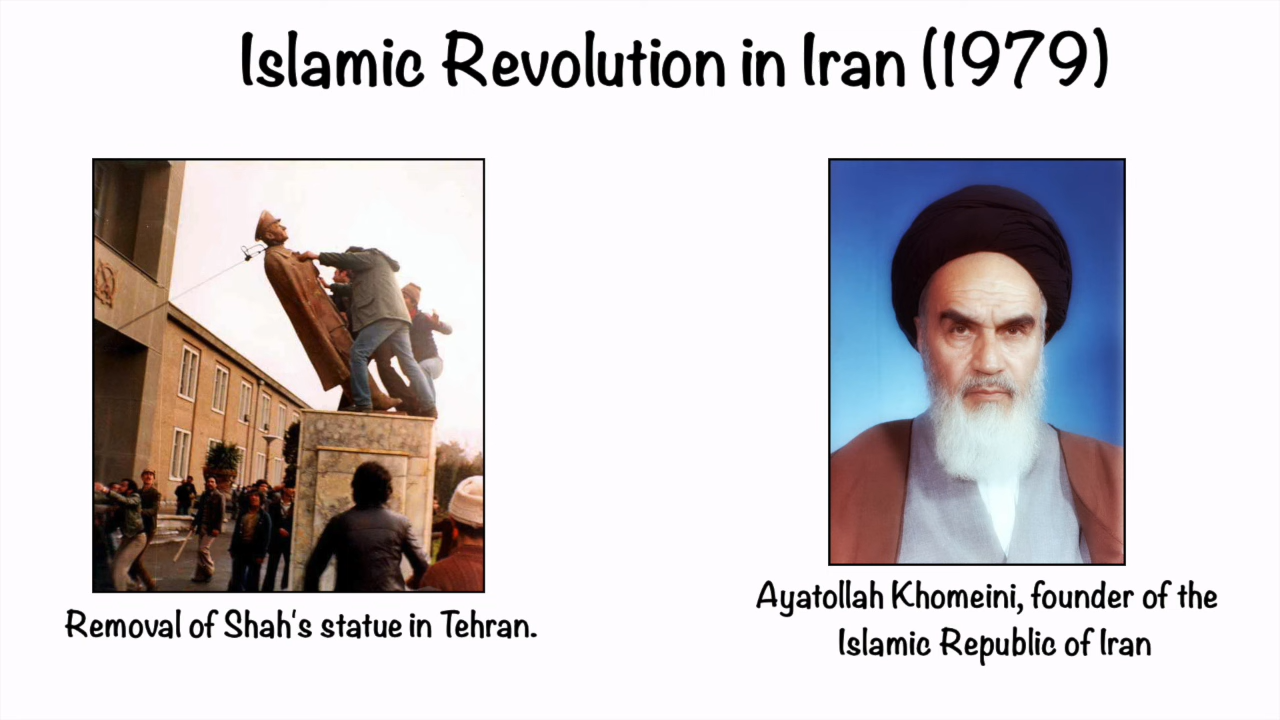 Islamic Revolution in Iran (1979)
Removal of Shah's statue in Tehran.
Ayatollah Khomeini, founder of the
Islamic Republic of Iran